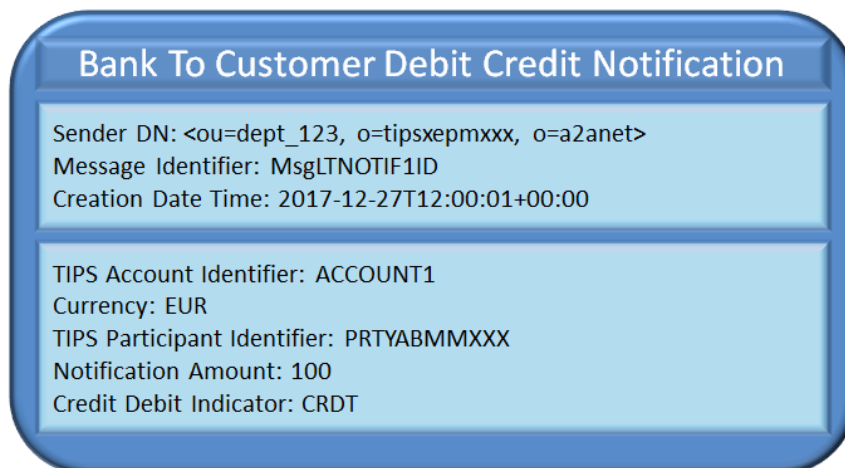 Bank To Customer Debit Credit Notification
Sender DN: <ou=dept_123, o=tipsxepmxxx, o=a2anet>
Message Identifier: MsgLTNOTIF1ID
Creation Date Time: 2017-12-27T12:00:01+00:00
TIPS Account Identifier: ACCOUNT1
Currency: EUR
TIPS Participant Identifier: PRTYABMMXXX
Notification Amount: 100
Credit Debit Indicator: CRDT